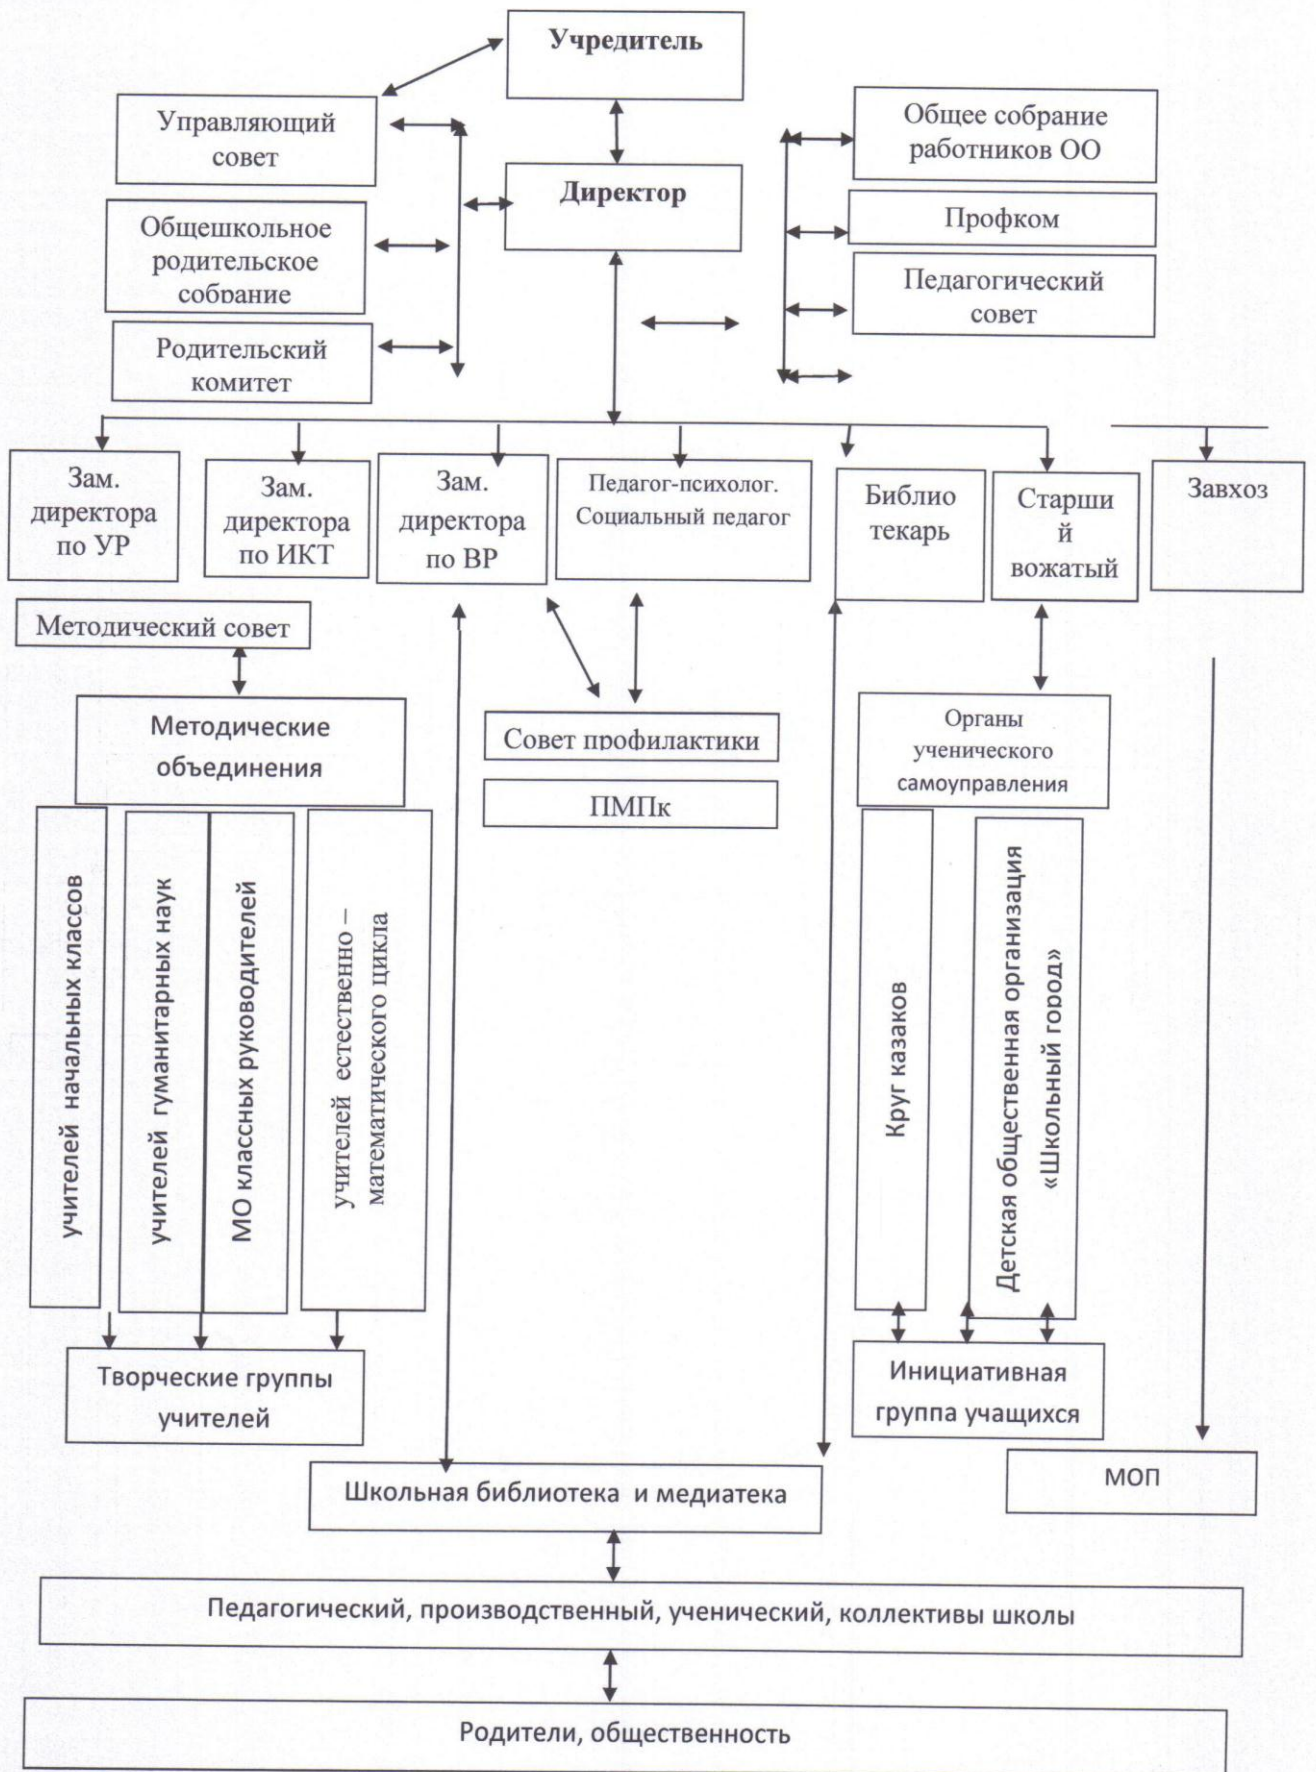 Учредитель
Управляющий
совет
Общее собрание
работников ОО
Директор
Общешкольное
родительское
собрание
Профком
Педагогический
совет
Родительский
комитет
Зам.
директора
по УР
Зам.
директора
по ИКТ
Зам.
директора
по ВР
Педагог-психолог.
Социальный педагог
Библио
текарь
Старши
й
вожатый
Завхоз
Методический совет
Методические
объединения
Совет профилактики
ПМПк
Органы
ученического
самоуправления
учителей начальных классов
учителей гуманитарных наук
МО классных руководителей
учителей естественно –
математического цикла
Круг казаков
Детская общественная организация
«Школьный город»
Творческие группы
учителей
Инициативная
группа учащихся
Школьная библиотека и медиатека
МОП
Педагогический, производственный, ученический, коллективы школы
Родители, общественность